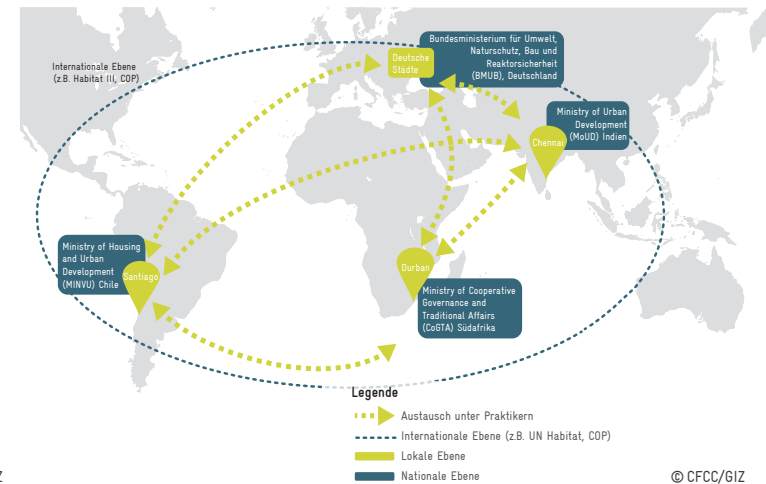 Internationale Ebene
(z.B. Habitat III, COP)
Deutsche
Städte
Bundesministerium für Umwelt,
Naturschutz, Bau und
Reaktorsicherheit
(BMUB), Deutschland
Ministry of Urban
Development
(MoUD) Indien
Chennai
Ministry of Housing
and Urban
Development
(MINVU) Chile
Santiago
Durban
Ministry of Cooperative
Governance and
Traditional Affairs
(CoGTA) Südafrika
Legende
Austausch unter Praktikern
Internationale Ebene (z.B. UN Habitat, COP)
Lokale Ebene
Nationale Ebene
Z
© CFCC/GIZ